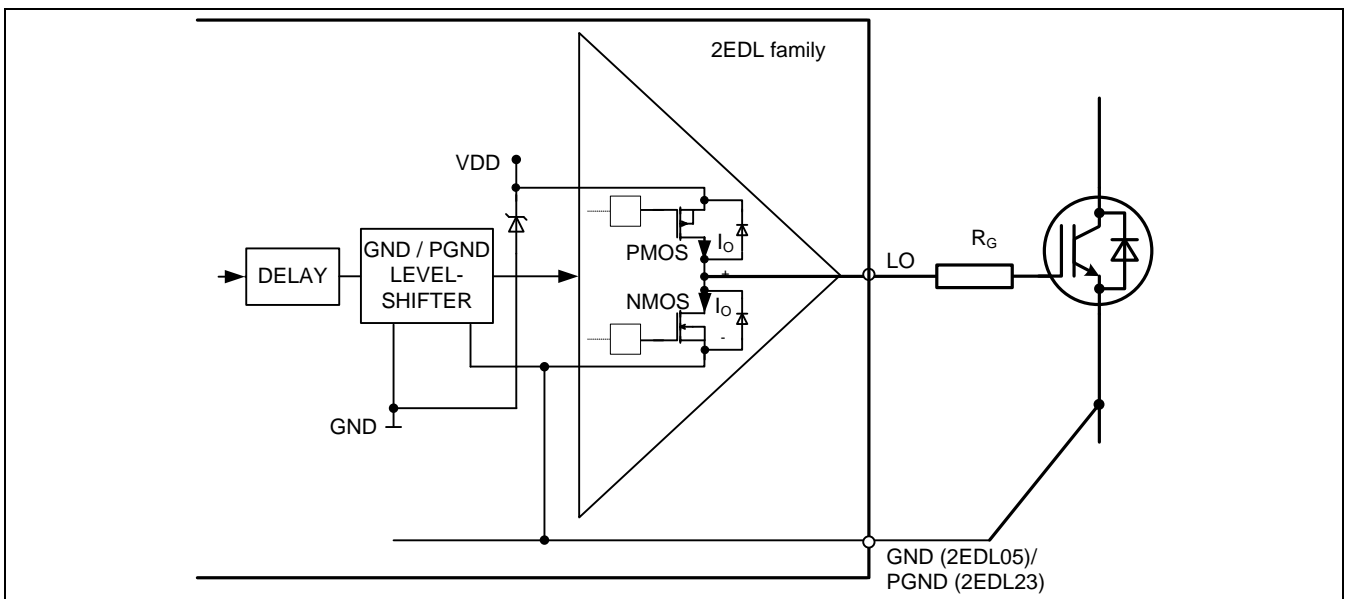 2EDL family
VDD
GND / PGND
LEVEL-
SHIFTER
DELAY
PMOS
IO
+
NMOS
IO
-
LO
RG
GND
GND (2EDL05)/
PGND (2EDL23)